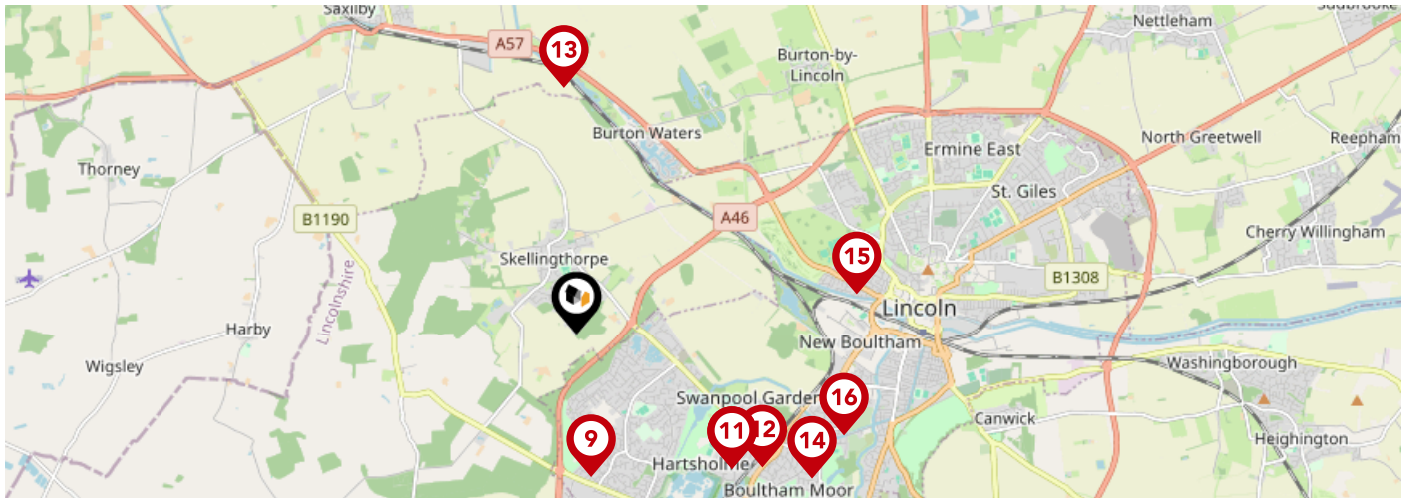 Saxilby
Nettleham
Sudbrooke
A57
13
Burton-by-
Lincoln
Burton Waters
North Greetwell
Reepham
Ermine East
Thorney
St. Giles
B1190
A46
Cherry Willingham
Skellingthorpe
15
B1308
Lincolnshire
Lincoln
Harby
New Boultham
Wigsley
Washingborough
Swanpool Garden
16
Canwick
9
11
12
14
Heighington
Hartsholme
Boultham Moor